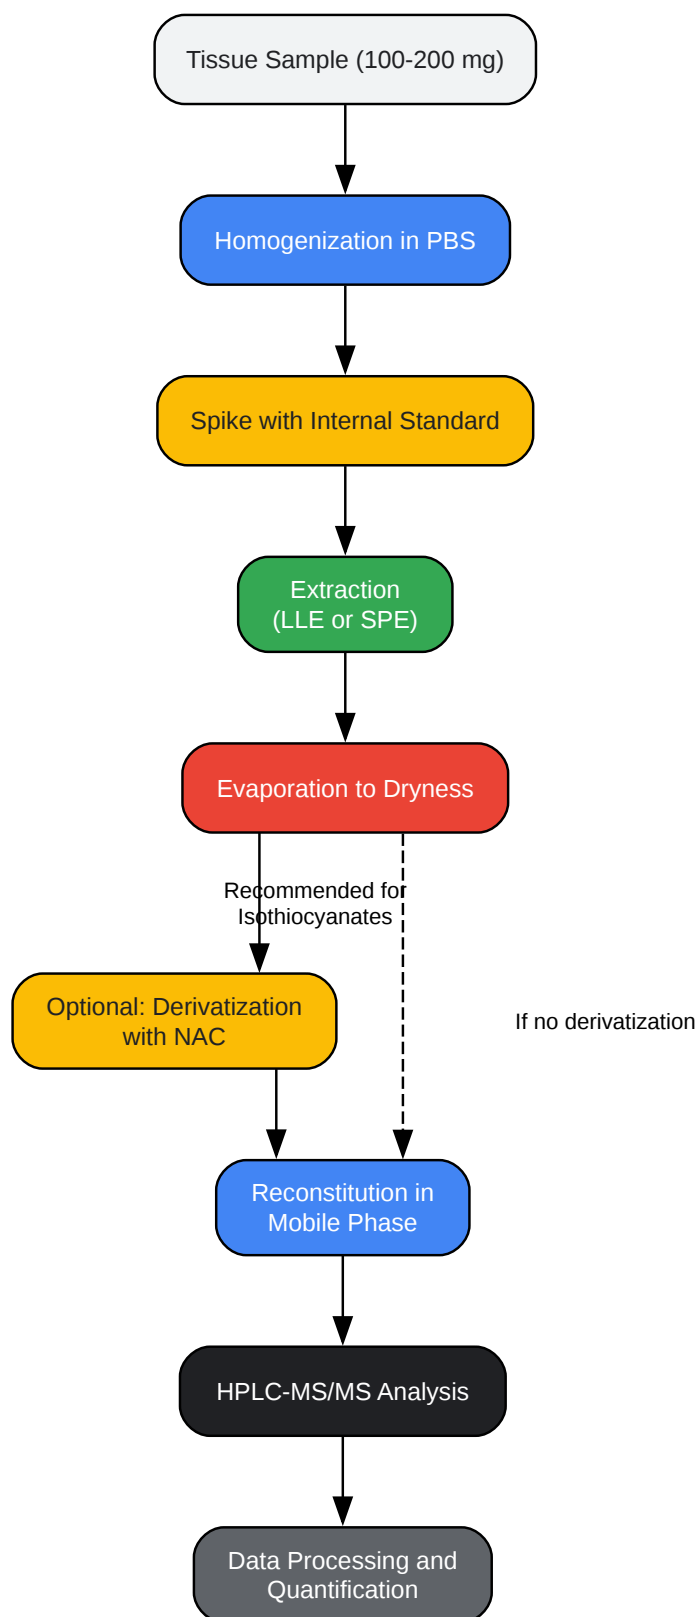 Tissue Sample (100-200 mg)
Homogenization in PBS
Spike with Internal Standard
Extraction
(LLE or SPE)
Evaporation to Dryness
Recommended for
Isothiocyanates
Optional: Derivatization
with NAC
If no derivatization
Reconstitution in
Mobile Phase
HPLC-MS/MS Analysis
Data Processing and
Quantification